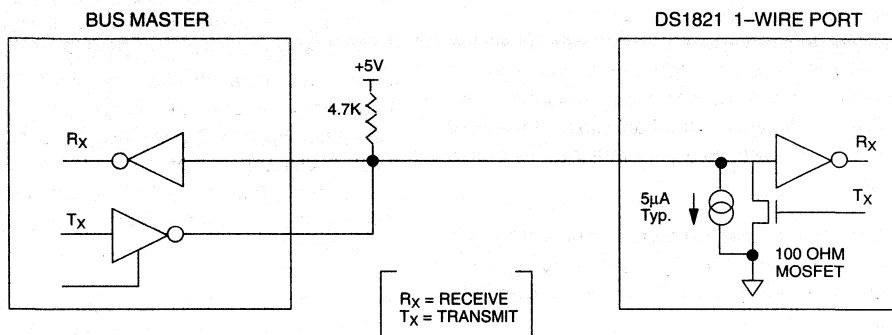 BUS MASTER
DS1821 1–WIRE PORT
+5V
4.7K
RX
RX
TX
TX
5µA
Typ.
100 OHM
MOSFET
RX = RECEIVE
TX = TRANSMIT